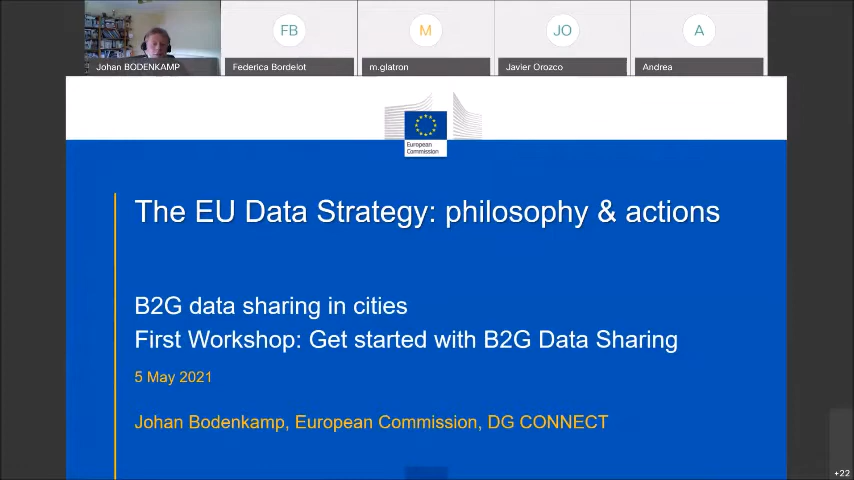 FB
M
JO
A
Johan BODENKAMP
Federica Bordelot
m.glatron
Javier Orozco
Andrea
European
Commission
The EU Data Strategy: philosophy & actions
B2G data sharing in cities
First Workshop: Get started with B2G Data Sharing
5 May 2021
Johan Bodenkamp, European Commission, DG CONNECT
+22